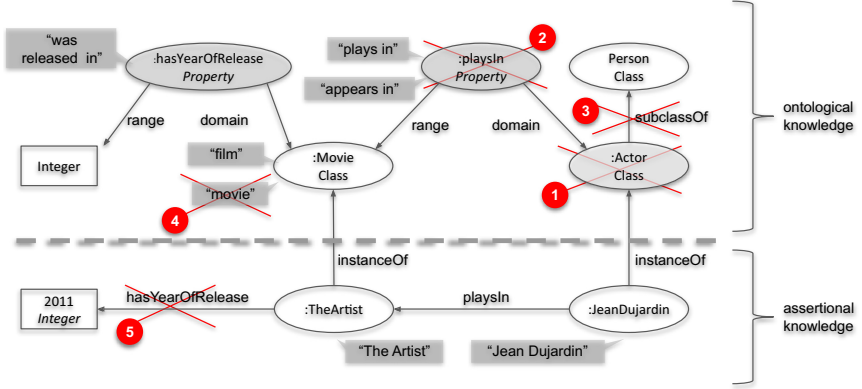 “was
released in”
:hasYearOfRelease
Property
“plays in”
“appears in”
:playsIn
Property
2
Person
Class
3
subclassOf
range
domain
range
domain
ontological
knowledge
Integer
“film”
:Movie
Class
“movie”
4
:Actor
Class
1
instanceOf
instanceOf
2011
Integer
hasYearOfRelease
5
:TheArtist
playsIn
:JeanDujardin
“The Artist”
“Jean Dujardin”
assertional
knowledge